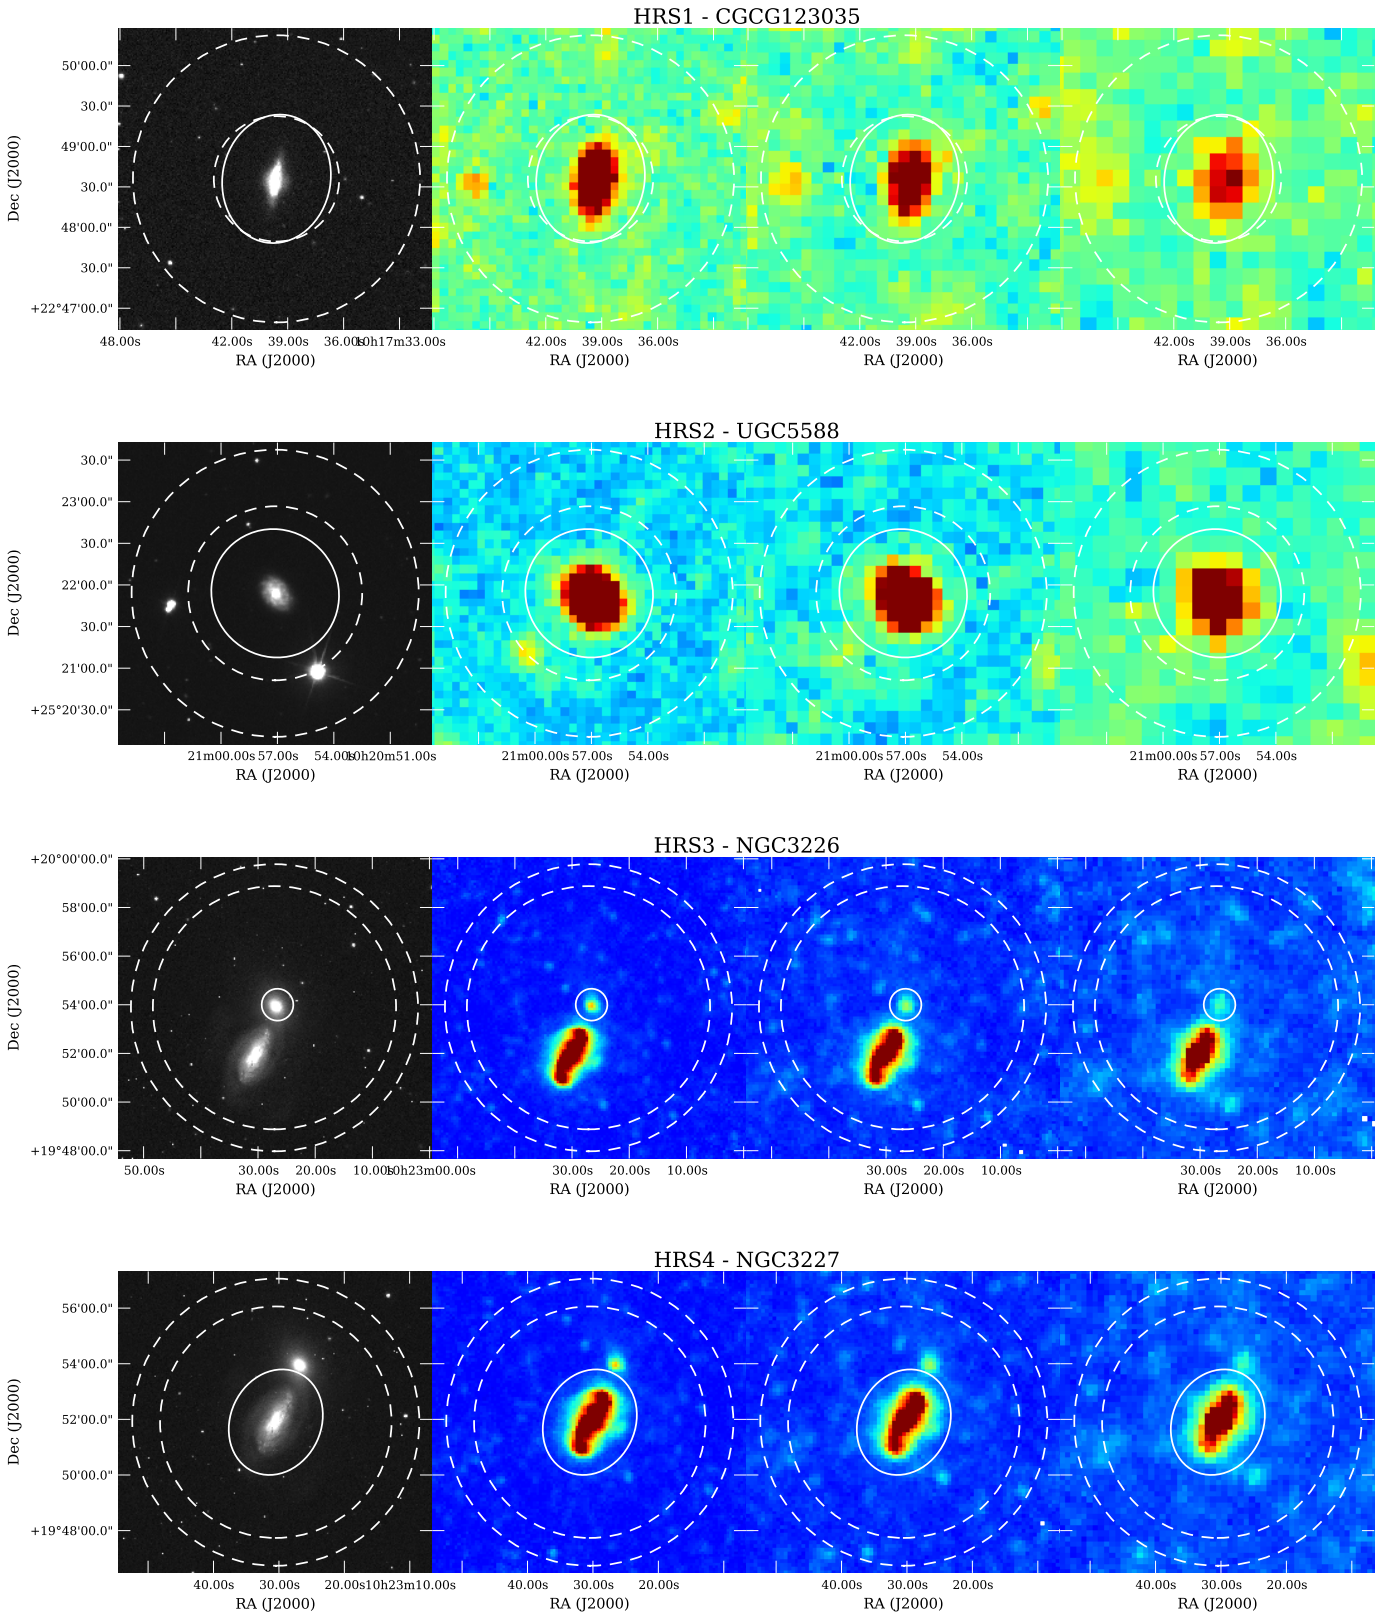 HRS1 - CGCG123035
50'00.0"
30.0"
49'00.0"
30.0"
48'00.0"
30.0"
+22°47'00.0"
Dec (J2000)
48.00s 42.00s 39.00s 36.00s 10h17m33.00s 42.00s 39.00s 36.00s 42.00s 39.00s 36.00s 42.00s 39.00s 36.00s
RA (J2000) RA (J2000) RA (J2000) RA (J2000)
HRS2 - UGC5588
30.0"
23'00.0"
30.0"
22'00.0"
30.0"
21'00.0"
+25°20'30.0"
Dec (J2000)
21m00.00s 57.00s 54.00s 10h20m51.00s 21m00.00s 57.00s 54.00s 21m00.00s 57.00s 54.00s 21m00.00s 57.00s 54.00s
RA (J2000) RA (J2000) RA (J2000) RA (J2000)
HRS3 - NGC3226
+20°00'00.0"
58'00.0"
56'00.0"
54'00.0"
52'00.0"
50'00.0"
+19°48'00.0"
Dec (J2000)
50.00s 30.00s 20.00s 10.00s 10h23m00.00s 30.00s 20.00s 10.00s 30.00s 20.00s 10.00s 30.00s 20.00s 10.00s
RA (J2000) RA (J2000) RA (J2000) RA (J2000)
HRS4 - NGC3227
56'00.0"
54'00.0"
52'00.0"
50'00.0"
+19°48'00.0"
Dec (J2000)
40.00s 30.00s 20.00s 10h23m10.00s 40.00s 30.00s 20.00s 40.00s 30.00s 20.00s 40.00s 30.00s 20.00s
RA (J2000) RA (J2000) RA (J2000) RA (J2000)